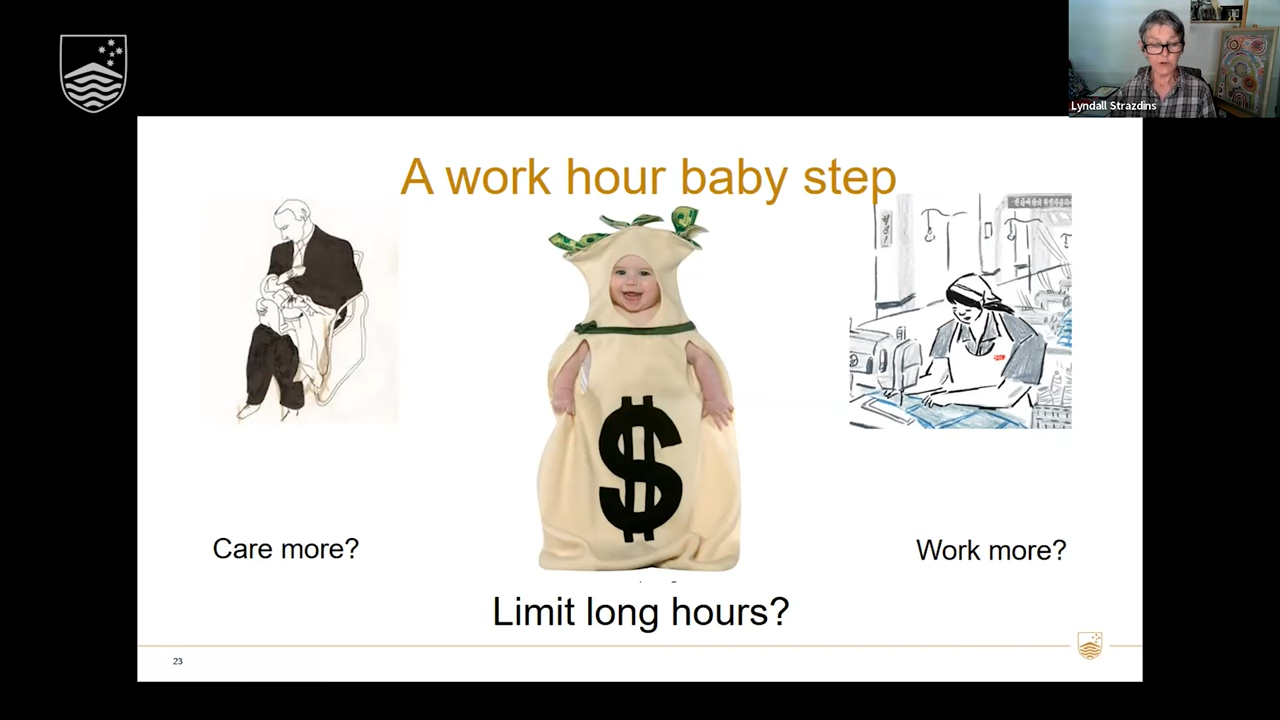 Lyndall Strazdins
A work hour baby step
$
Care more?
Work more?
Limit long hours?
23